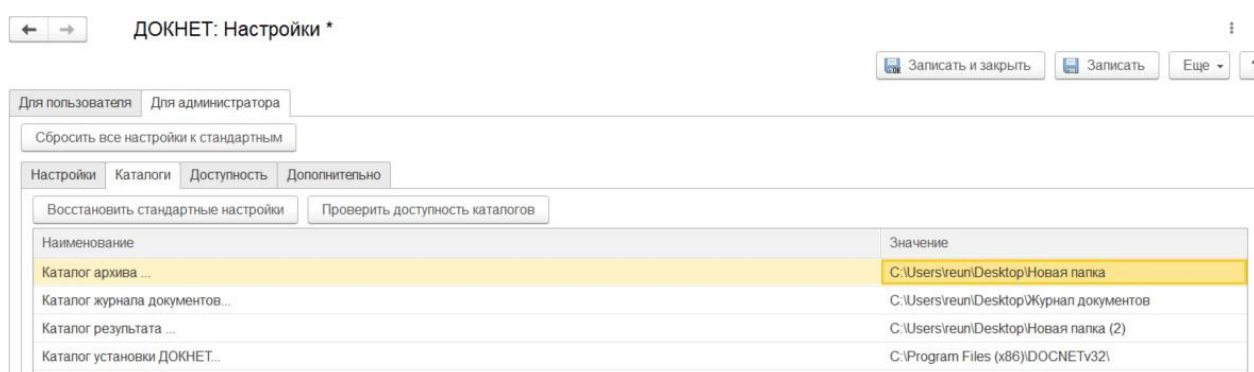 ДОКНЕТ: Настройки *
Записать и закрыть Записать Еще
Для пользователя Для администратора
Сбросить все настройки к стандартным
Настройки Каталоги Доступность Дополнительно
Восстановить стандартные настройки Проверить доступность каталогов
Наименование Значение
Каталог архива ... C:\Users\reun\Desktop\Новая папка
Каталог журнала документов... C:\Users\reun\Desktop\Журнал документов
Каталог результата ... C:\Users\reun\Desktop\Новая папка (2)
Каталог установки ДОКНЕТ... C:\Program Files (x86)\DOCNETv32\